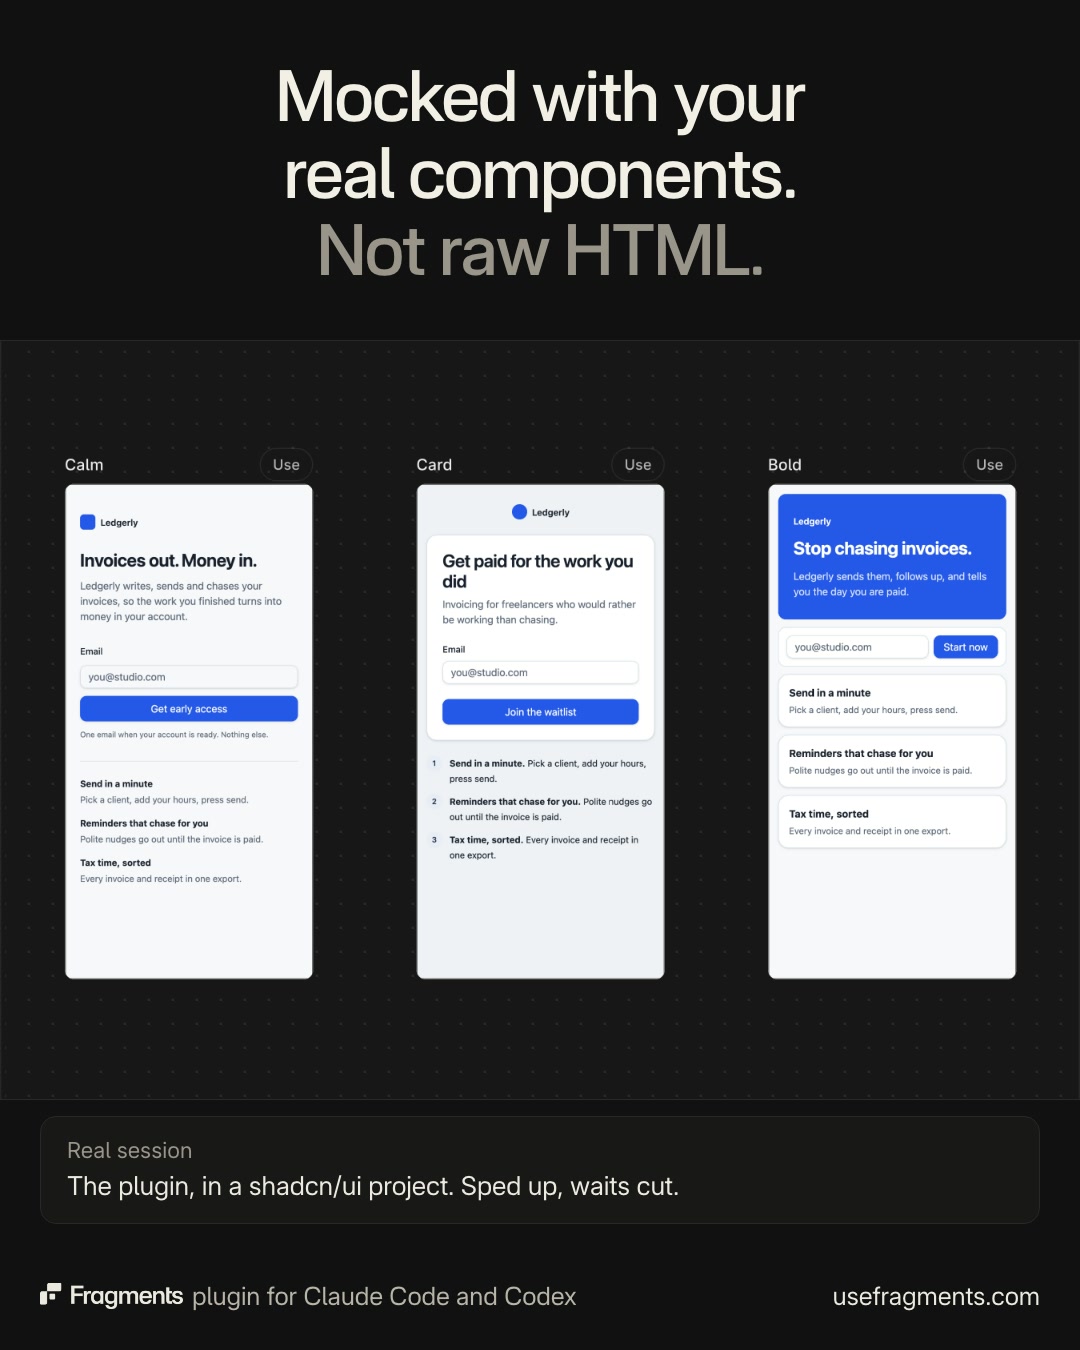 Mocked with your
real components.
Not raw HTML.
Calm
Use
Ledgerly
Invoices out. Money in.
Ledgerly writes, sends and chases your
invoices, so the work you finished turns into
money in your account.
Email
you@studio.com
Get early access
One email when your account is ready. Nothing else.
Send in a minute
Pick a client, add your hours, press send.
Reminders that chase for you
Polite nudges go out until the invoice is paid.
Tax time, sorted
Every invoice and receipt in one export.
Card
Use
Ledgerly
Get paid for the work you
did
Invoicing for freelancers who would rather
be working than chasing.
Email
you@studio.com
Join the waitlist
1 Send in a minute. Pick a client, add your hours,
press send.
2 Reminders that chase for you. Polite nudges go
out until the invoice is paid.
3 Tax time, sorted. Every invoice and receipt in
one export.
Bold
Use
Ledgerly
Stop chasing invoices.
Ledgerly sends them, follows up, and tells
you the day you are paid.
you@studio.com
Start now
Send in a minute
Pick a client, add your hours, press send.
Reminders that chase for you
Polite nudges go out until the invoice is paid.
Tax time, sorted
Every invoice and receipt in one export.
Real session
The plugin, in a shadcn/ui project. Sped up, waits cut.
Fragments plugin for Claude Code and Codex
usefragments.com